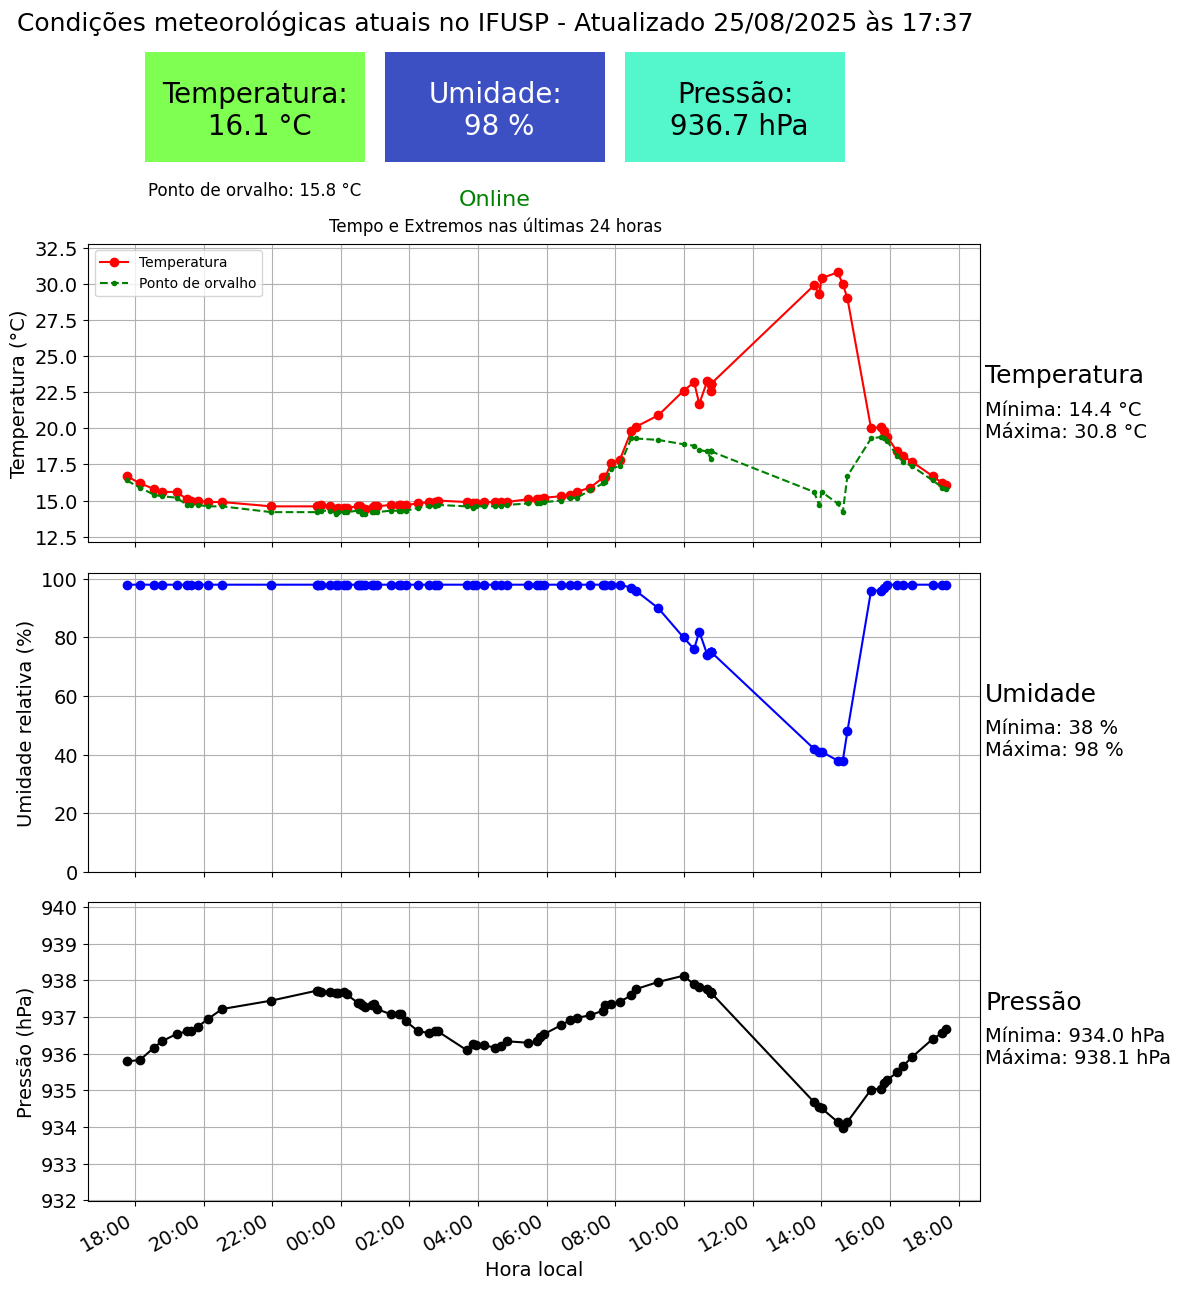 Condições meteorológicas atuais no IFUSP - Atualizado 25/08/2025 às 17:37
Temperatura:
16.1 °C
Umidade:
98 %
Pressão:
936.7 hPa
Ponto de orvalho: 15.8 °C
Online
Tempo e Extremos nas últimas 24 horas
Temperatura (°C)
32.5
30.0
27.5
25.0
22.5
20.0
17.5
15.0
12.5
Temperatura
Ponto de orvalho
Temperatura
Mínima: 14.4 °C
Máxima: 30.8 °C
Umidade relativa (%)
100
80
60
40
20
0
Umidade
Mínima: 38 %
Máxima: 98 %
Pressão (hPa)
940
939
938
937
936
935
934
933
932
Pressão
Mínima: 934.0 hPa
Máxima: 938.1 hPa
18:00 20:00 22:00 00:00 02:00 04:00 06:00 08:00 10:00 12:00 14:00 16:00 18:00
Hora local